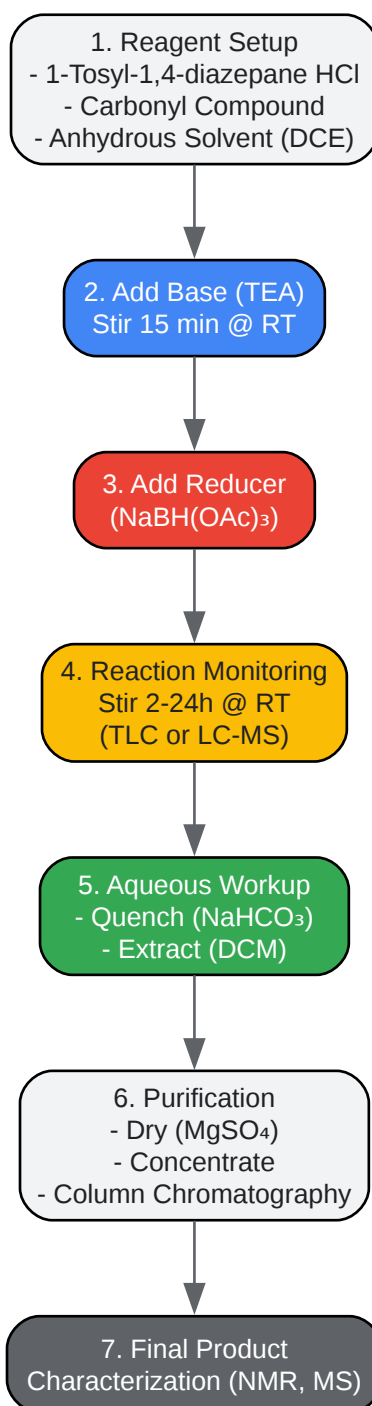 1. Reagent Setup
- 1-Tosyl-1,4-diazepane HCl
- Carbonyl Compound
- Anhydrous Solvent (DCE)
2. Add Base (TEA)
Stir 15 min @ RT
3. Add Reducer
(NaBH(OAc)₃)
4. Reaction Monitoring
Stir 2-24h @ RT
(TLC or LC-MS)
5. Aqueous Workup
- Quench (NaHCO₃)
- Extract (DCM)
6. Purification
- Dry (MgSO₄)
- Concentrate
- Column Chromatography
7. Final Product
Characterization (NMR, MS)